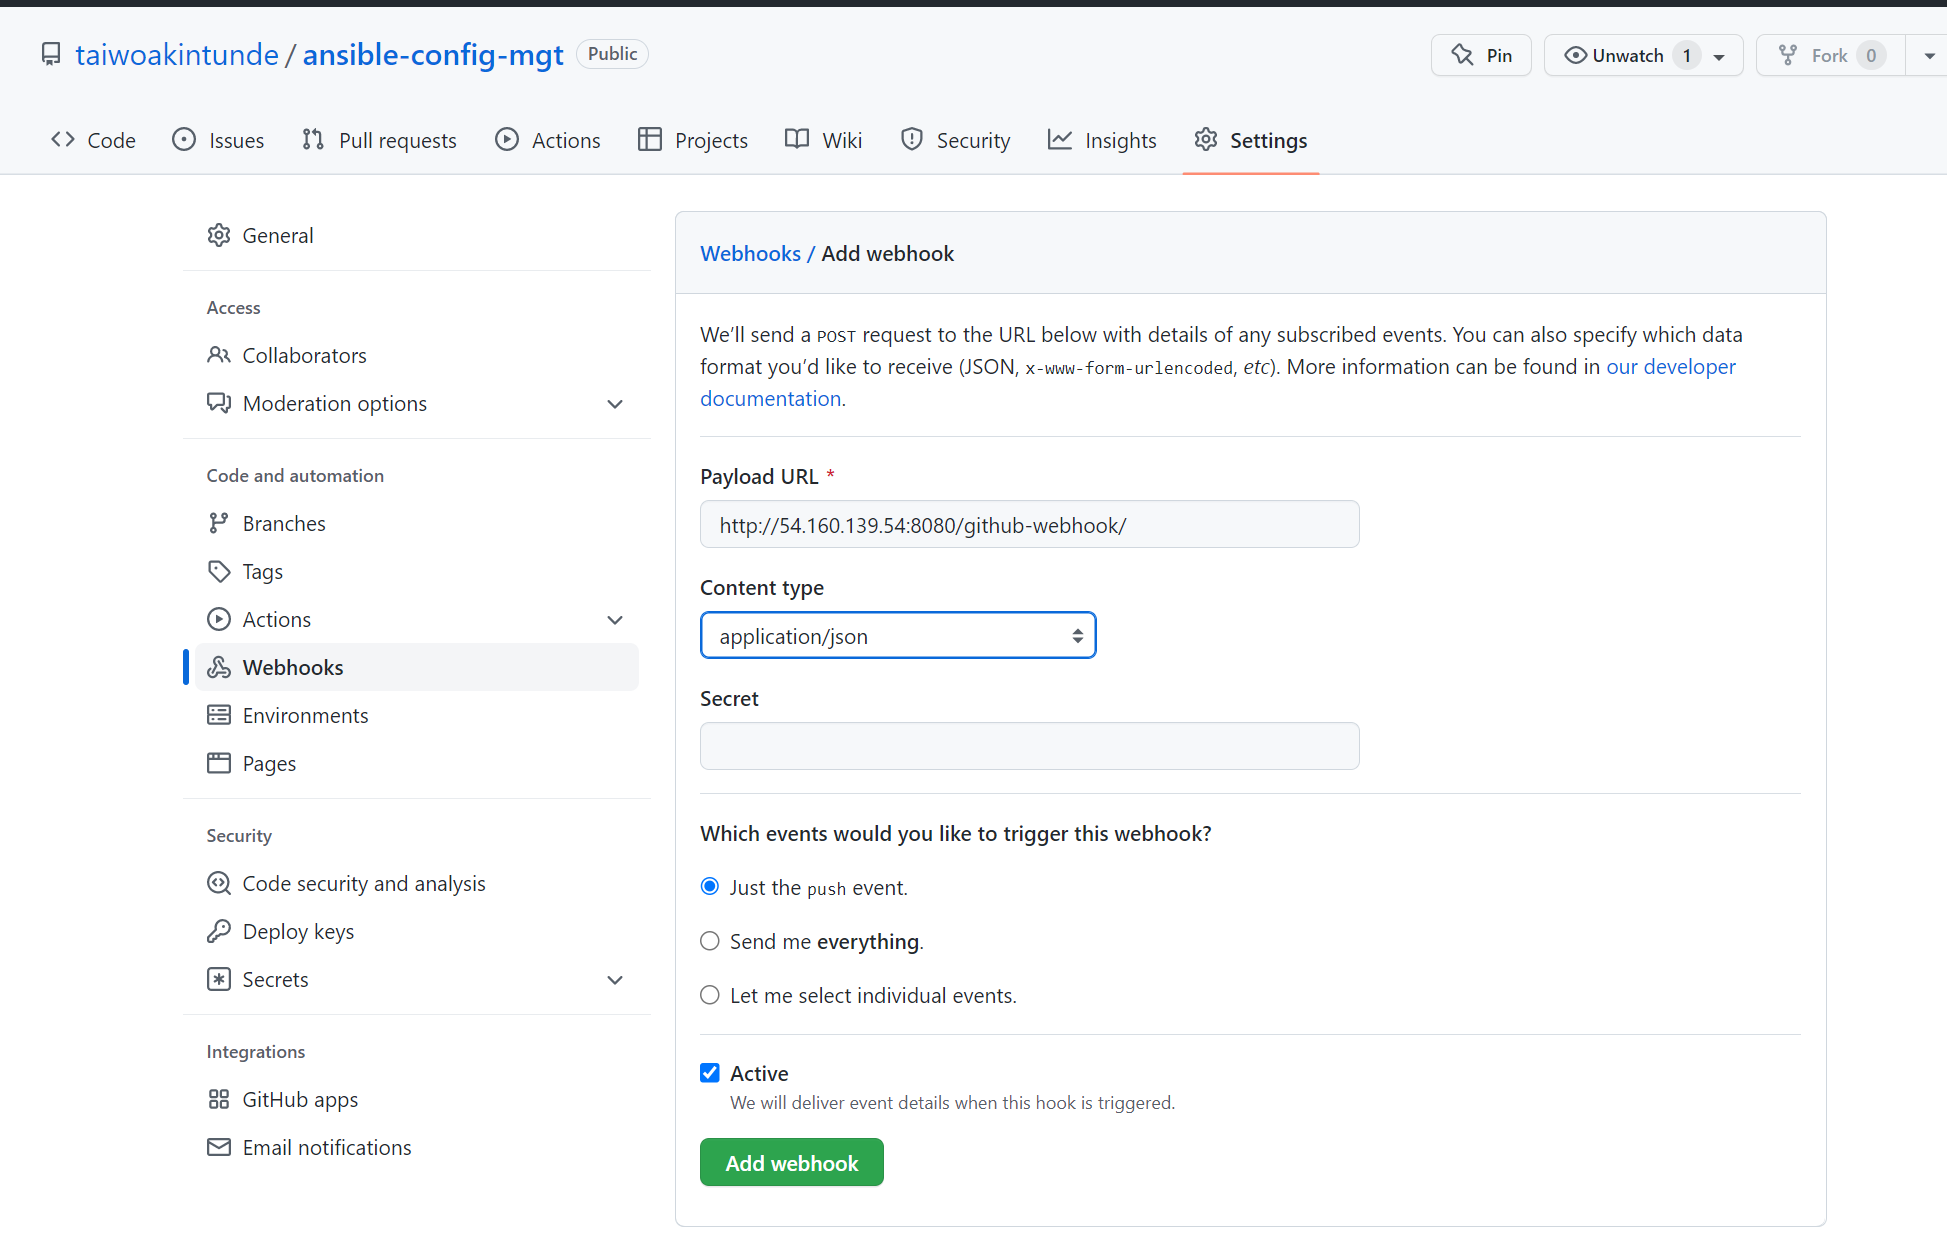 taiwoakintunde / ansible-config-mgt Public
Pin Unwatch 1 Fork 0
Code Issues Pull requests Actions Projects Wiki Security Insights Settings
General
Access
Collaborators
Moderation options
Code and automation
Branches
Tags
Actions
Webhooks
Environments
Pages
Security
Code security and analysis
Deploy keys
Secrets
Integrations
GitHub apps
Email notifications
Webhooks / Add webhook
We’ll send a POST request to the URL below with details of any subscribed events. You can also specify which data
format you’d like to receive (JSON, x-www-form-urlencoded, etc). More information can be found in our developer
documentation.
Payload URL *
http://54.160.139.54:8080/github-webhook/
Content type
application/json
Secret
Which events would you like to trigger this webhook?
Just the push event.
Send me everything.
Let me select individual events.
Active
We will deliver event details when this hook is triggered.
Add webhook